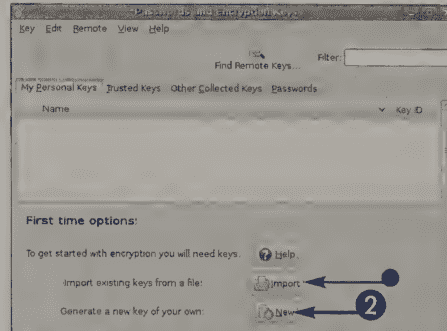 Passwords and Encryption Keys
Key Edit Remote View Help
Find Remote Keys...
Filter:
My Personal Keys Trusted Keys Other Collected Keys Passwords
Name Key ID
First time options:
To get started with encryption you will need keys. Help
Import existing keys from a file: Import
Generate a new key of your own: New 2